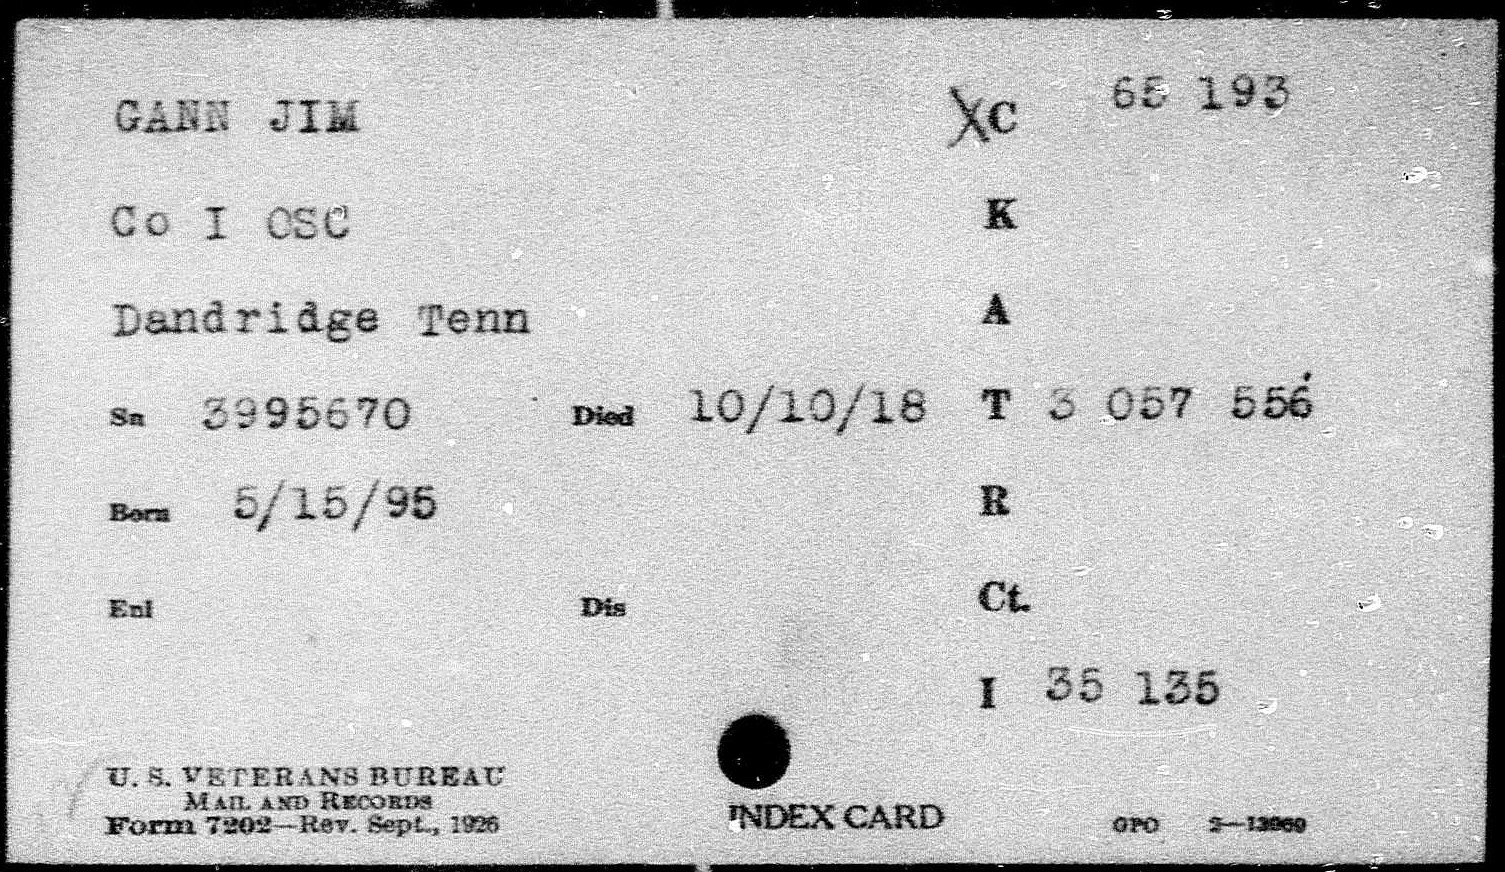 GANN JIM
XC 65 193
Co I OSC
K
Dandridge Tenn
A
Sn 3995670 Died 10/10/18 T 3 057 556
Born 5/15/95
R
Enl Dis
Ct.
I 35 135
U. S. VETERANS BUREAU
MAIL AND RECORDS
Form 7202—Rev. Sept., 1926
INDEX CARD
GPO 2—13969